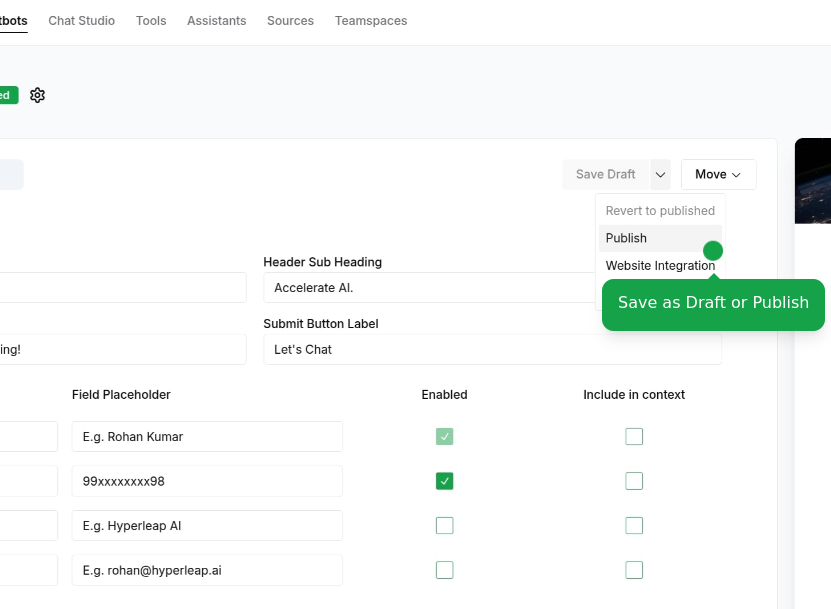 tbots Chat Studio Tools Assistants Sources Teamspaces
ed
Save Draft Move
Revert to published
Publish
Website Integration
Save as Draft or Publish
Header Sub Heading
Accelerate AI.
Submit Button Label
ing!
Let's Chat
Field Placeholder Enabled Include in context
E.g. Rohan Kumar
99xxxxxxxx98
E.g. Hyperleap AI
E.g. rohan@hyperleap.ai